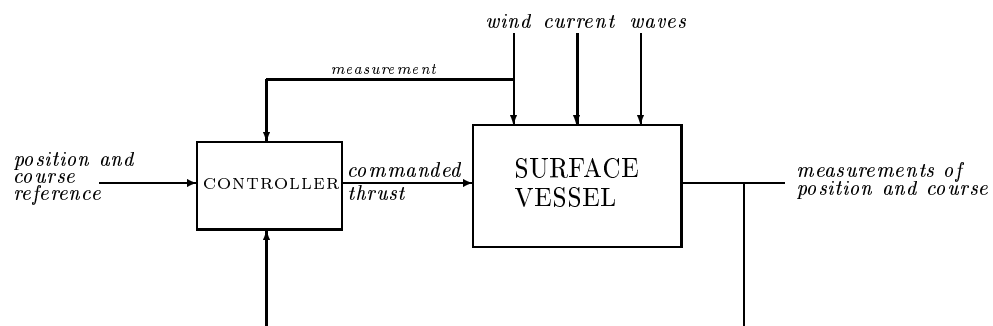 wind current waves
measurement
position and
course
reference
CONTROLLER
commanded
thrust
SURFACE
VESSEL
measurements of
position and course